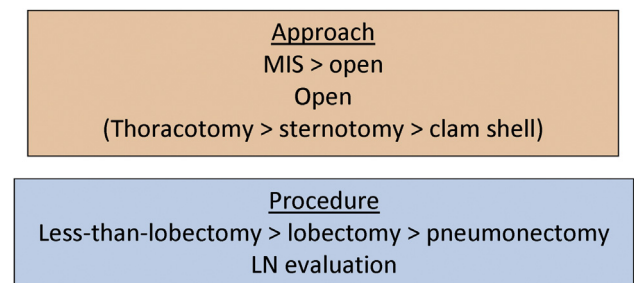 Approach
MIS > open
Open
(Thoracotomy > sternotomy > clam shell)
Procedure
Less-than-lobectomy > lobectomy > pneumonectomy
LN evaluation